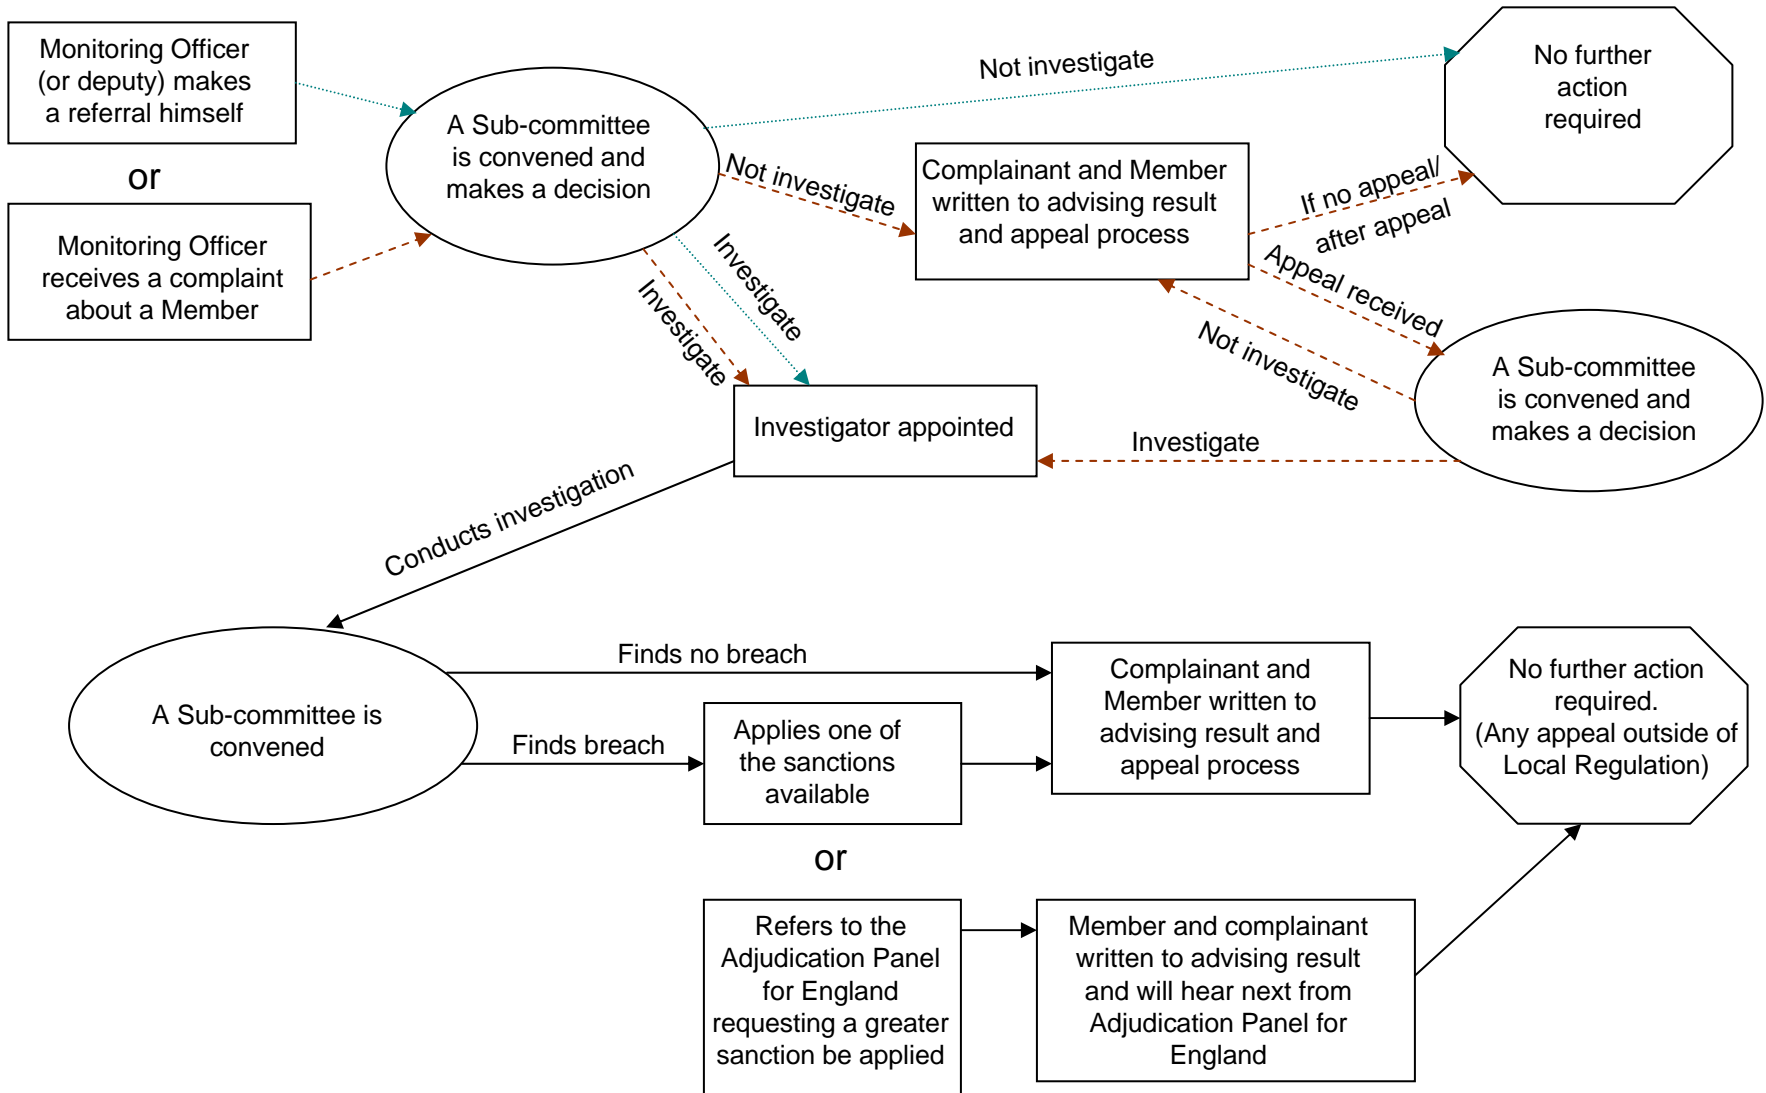 Monitoring Officer
(or deputy) makes
a referral himself
or
Monitoring Officer
receives a complaint
about a Member
A Sub-committee
is convened and
makes a decision
Not investigate
No further
action
required
Not investigate
Complainant and Member
written to advising result
and appeal process
If no appeal/
after appeal
Appeal received
Not investigate
A Sub-committee
is convened and
makes a decision
Investigate
Investigate
Investigate
Investigator appointed
Conducts investigation
A Sub-committee is
convened
Finds no breach
Finds breach
Applies one of
the sanctions
available
Complainant and
Member written to
advising result and
appeal process
No further action
required.
(Any appeal outside of
Local Regulation)
or
Refers to the
Adjudication Panel
for England
requesting a greater
sanction be applied
Member and complainant
written to advising result
and will hear next from
Adjudication Panel for
England